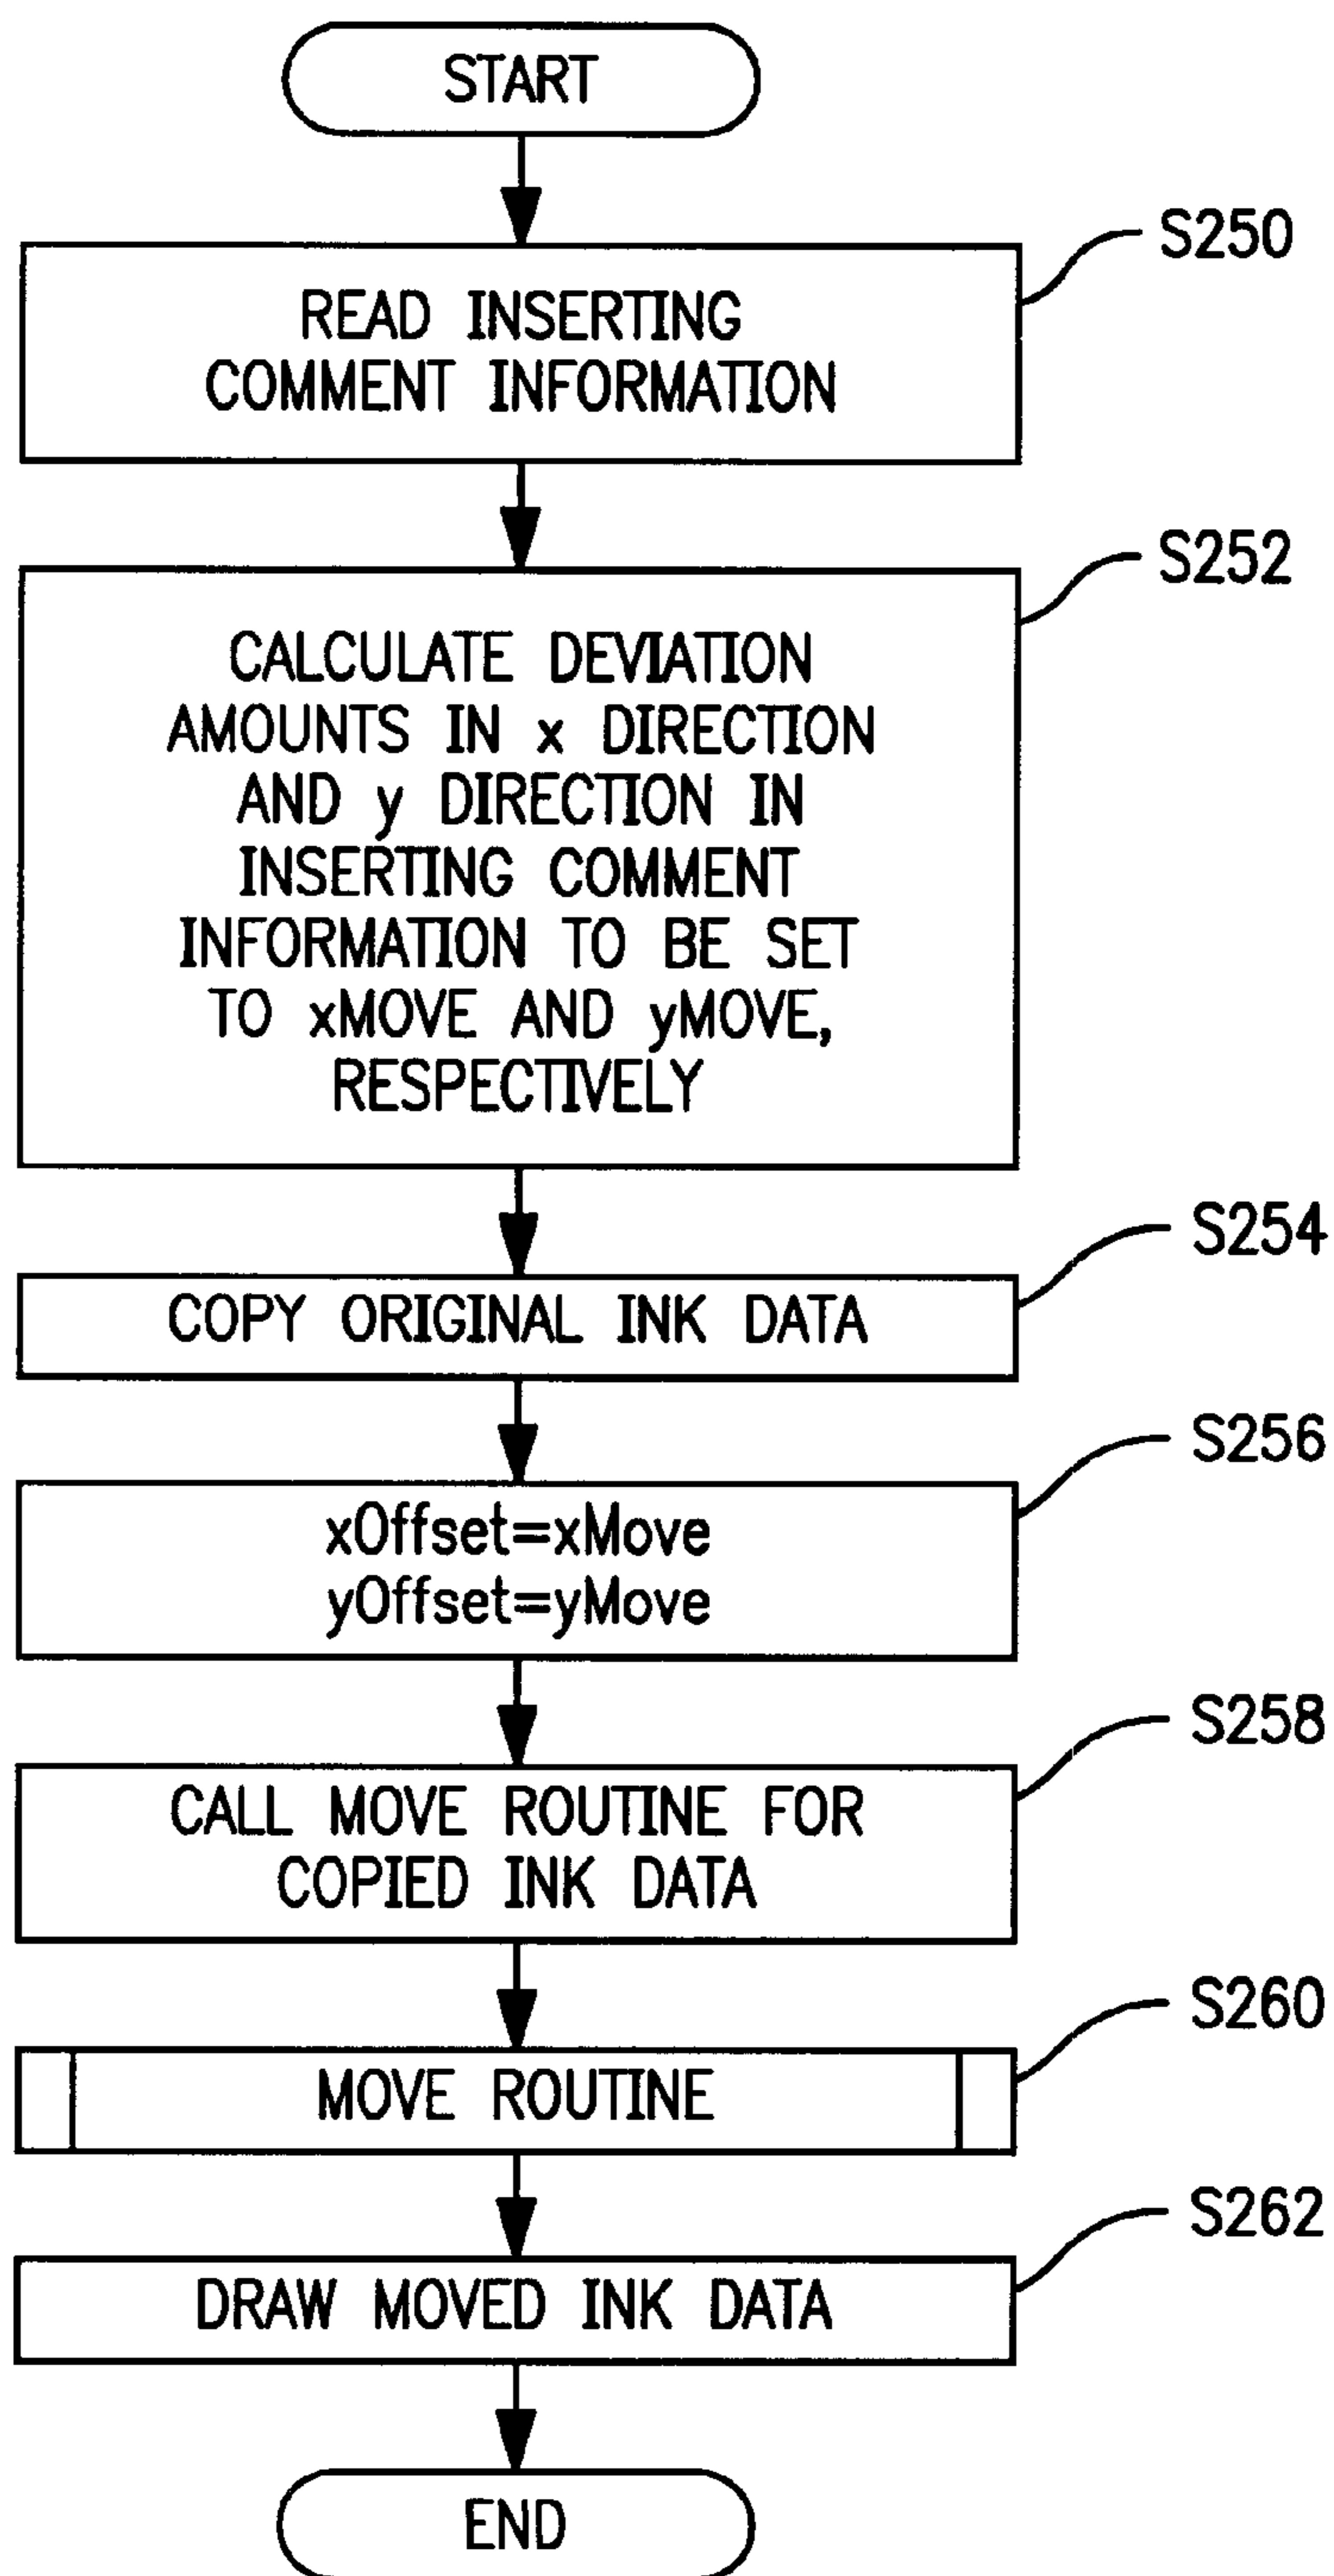 START
S250
READ INSERTING
COMMENT INFORMATION
S252
CALCULATE DEVIATION
AMOUNTS IN x DIRECTION
AND y DIRECTION IN
INSERTING COMMENT
INFORMATION TO BE SET
TO xMOVE AND yMOVE,
RESPECTIVELY
S254
COPY ORIGINAL INK DATA
S256
xOffset=xMove
yOffset=yMove
S258
CALL MOVE ROUTINE FOR
COPIED INK DATA
S260
MOVE ROUTINE
S262
DRAW MOVED INK DATA
END